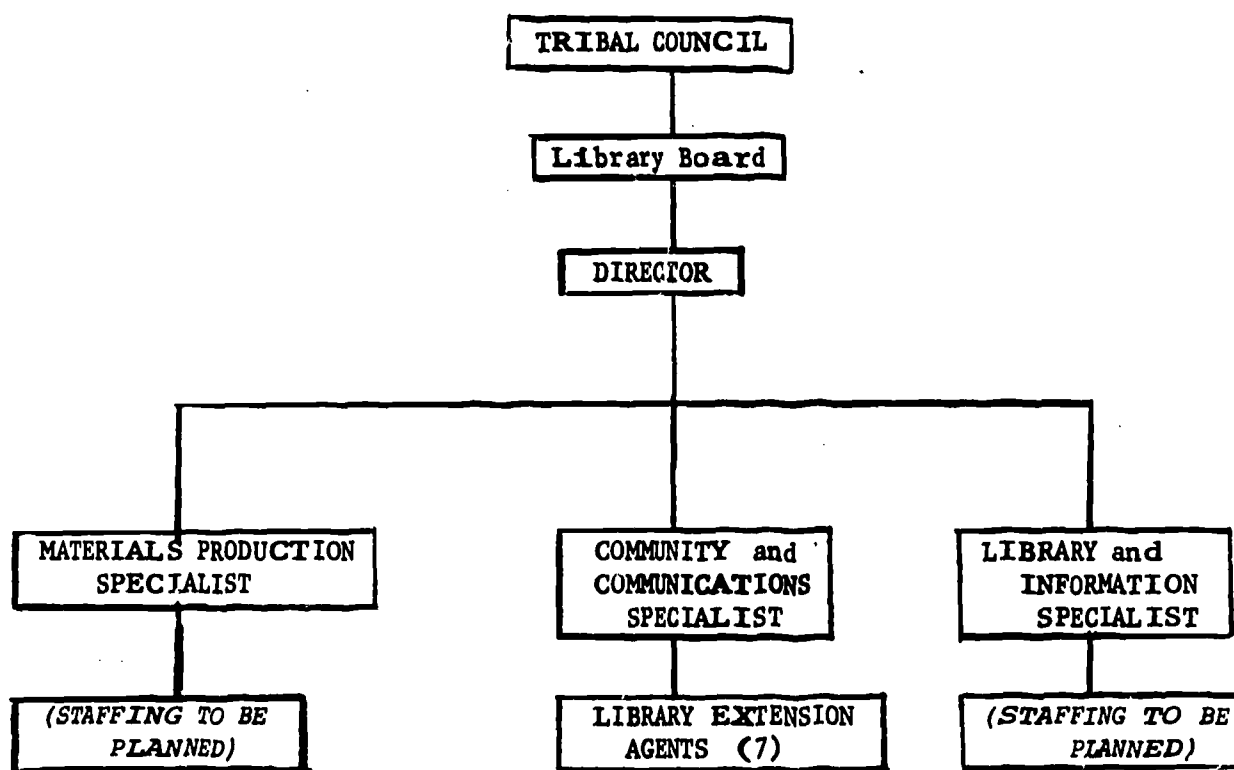 TRIBAL COUNCIL
Library Board
DIRECTOR
MATERIALS PRODUCTION
SPECIALIST
COMMUNITY and
COMMUNICATIONS
SPECIALIST
LIBRARY and
INFORMATION
SPECIALIST
(STAFFING TO BE
PLANNED)
LIBRARY EXTENSION
AGENTS (7)
(STAFFING TO BE
PLANNED)